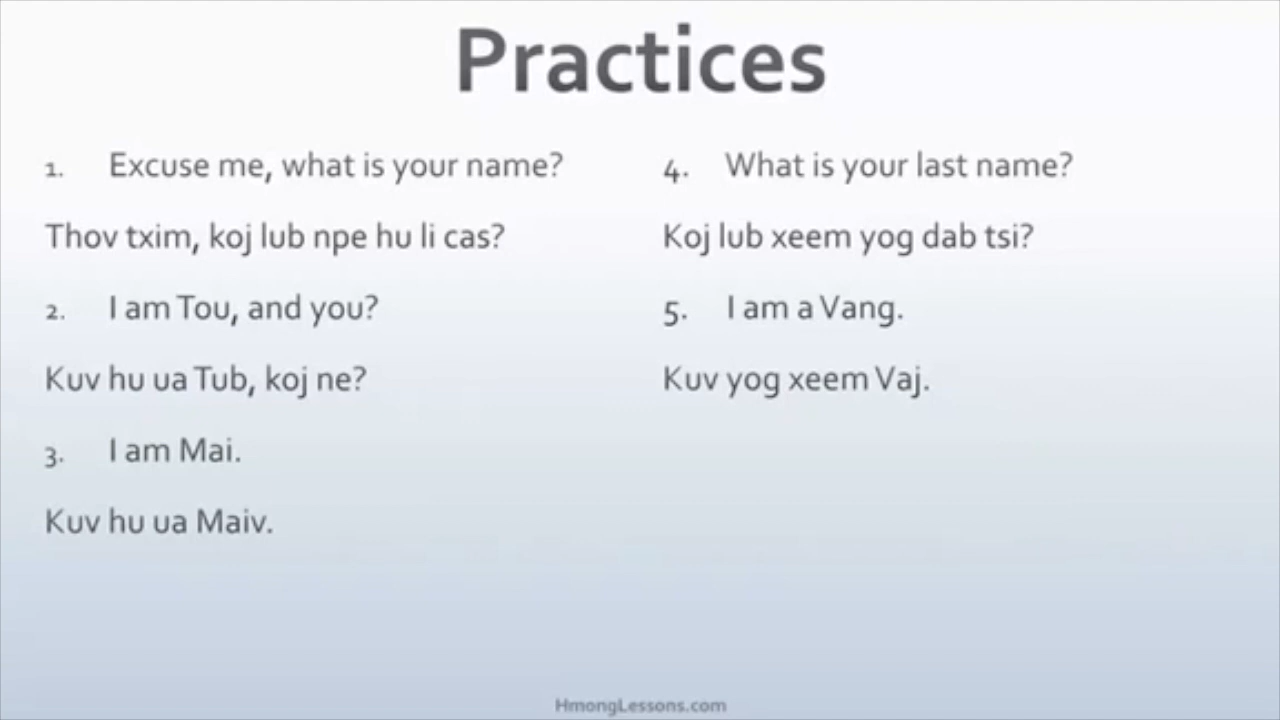 Practices
1. Excuse me, what is your name?
Thov txim, koj lub npe hu li cas?
2. I am Tou, and you?
Kuv hu ua Tub, koj ne?
3. I am Mai.
Kuv hu ua Maiv.
4. What is your last name?
Koj lub xeem yog dab tsi?
5. I am a Vang.
Kuv yog xeem Vaj.
HmongLessons.com